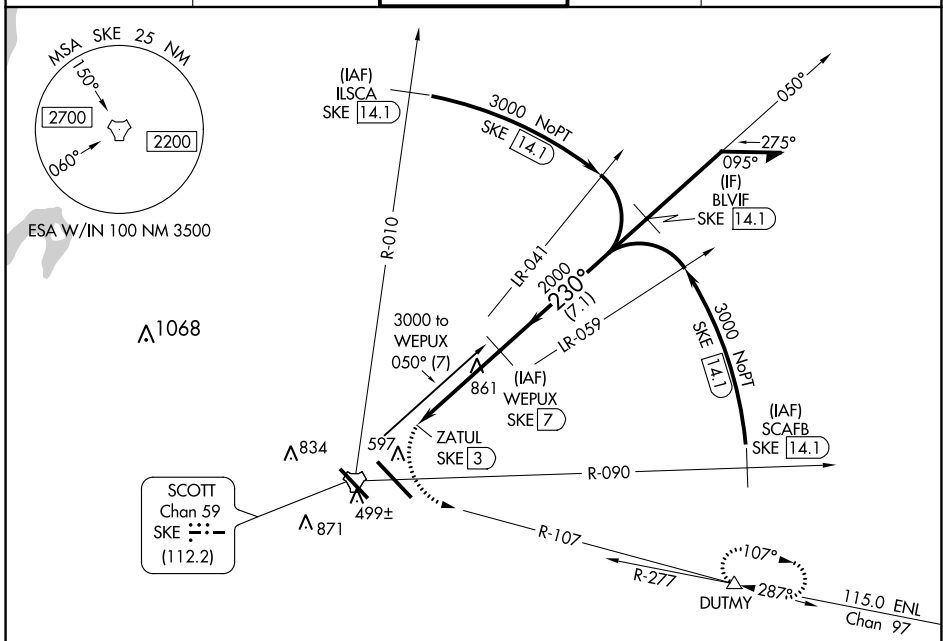 MSA SKE 25 NM
150°
2700
2200
060°
ESA W/IN 100 NM 3500
(IAF)
ILSCA
SKE 14.1
3000 NoPT
SKE 14.1
050°
275°
095°
(IF)
BLVIF
SKE 14.1
R-010
LR-041
2000
230°
(7.1)
LR-059
3000 NoPT
SKE 14.1
1068
3000 to
WEPUX
050° (7)
861
(IAF)
WEPUX
SKE 7
(IAF)
SCAFB
SKE 14.1
834
597
ZATUL
SKE 3
R-090
SCOTT
Chan 59
SKE
(112.2)
499±
871
R-107
R-277
107°
287°
DUTMY
115.0 ENL
Chan 97